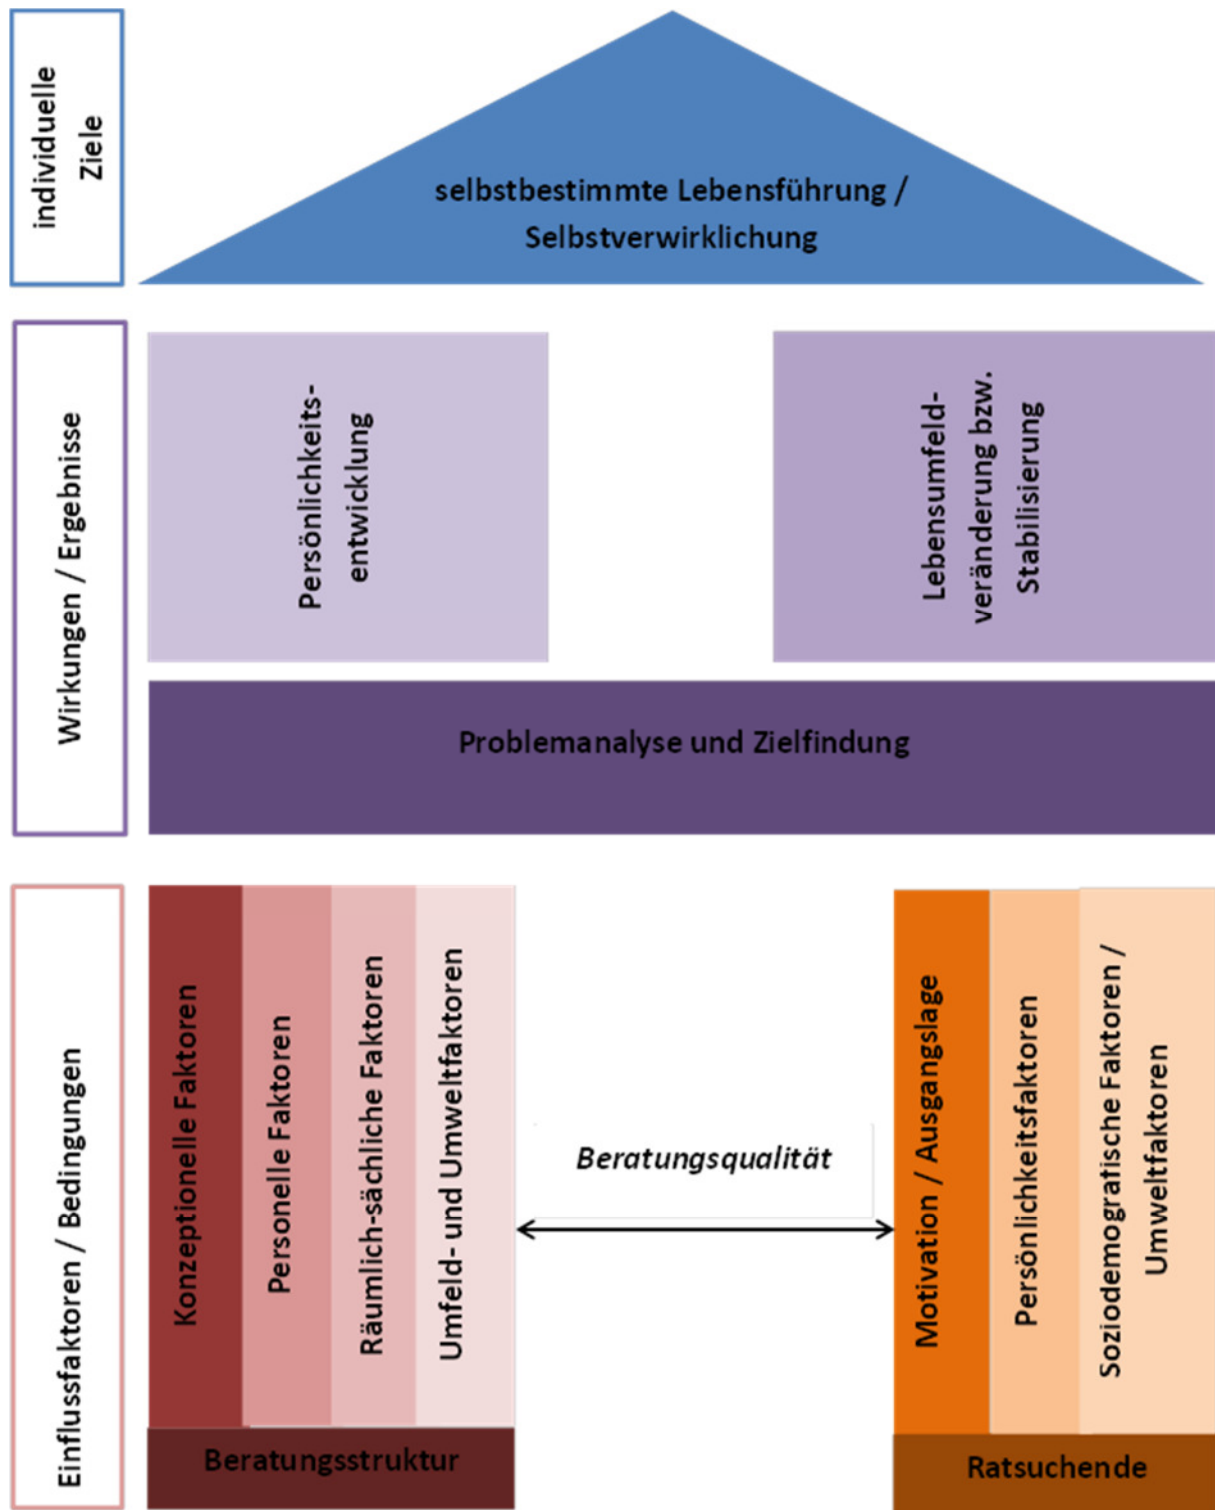 individuelle
Ziele
selbstbestimmte Lebensführung /
Selbstverwirklichung
Wirkungen / Ergebnisse
Persönlichkeits-
entwicklung
Lebensumfeld-
veränderung bzw.
Stabilisierung
Problemanalyse und Zielfindung
Einflussfaktoren / Bedingungen
Konzeptionelle Faktoren
Personelle Faktoren
Räumlich-sächliche Faktoren
Umfeld- und Umweltfaktoren
Beratungsstruktur
Beratungsqualität
Motivation / Ausgangslage
Persönlichkeitsfaktoren
Soziodemografische Faktoren /
Umweltfaktoren
Ratsuchende